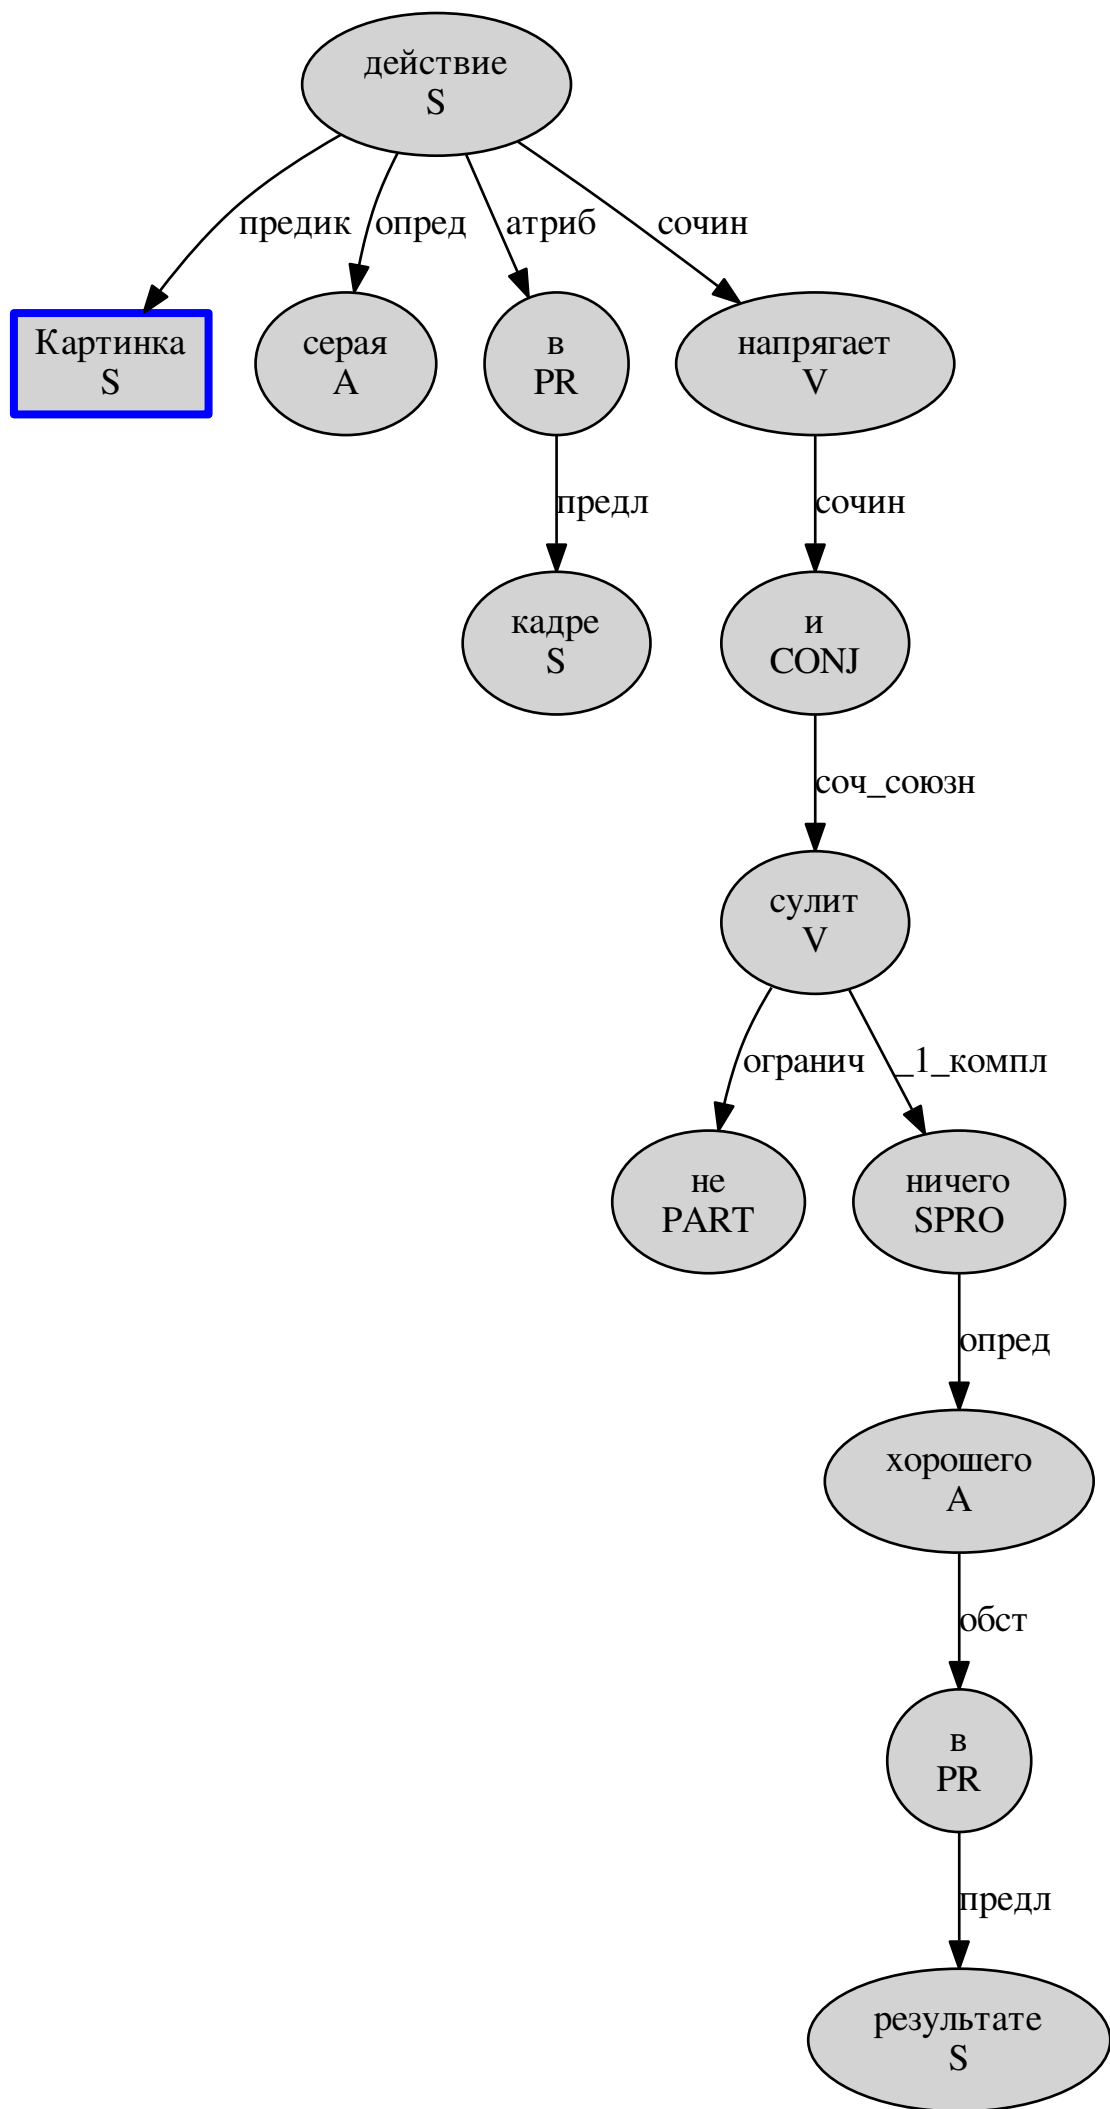 действие
S
предик опред атриб сочин
Картинка серая в напрягает
S A PR V
предл сочин
кадре и
S CONJ
соч_союзн
сулит
V
огранич _1_компл
не ничего
PART SPRO
опред
хорошего
A
обст
в
PR
предл
результате
S